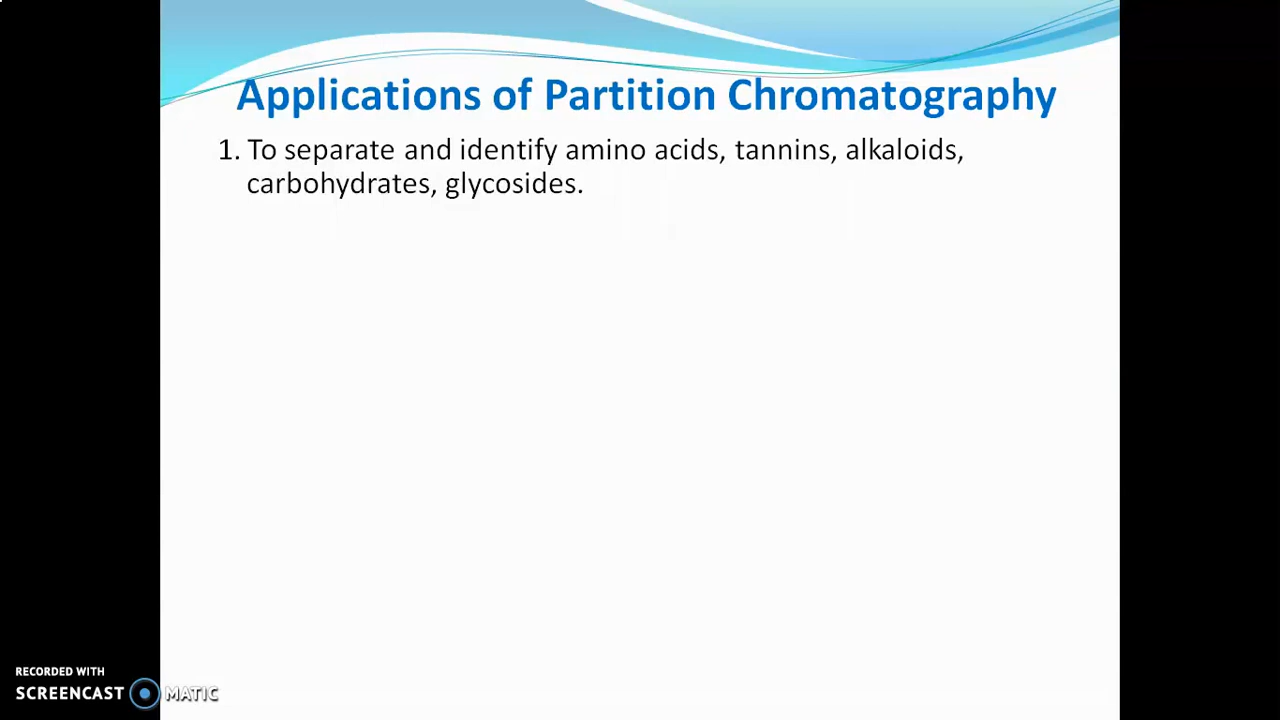 Applications of Partition Chromatography
1. To separate and identify amino acids, tannins, alkaloids,
carbohydrates, glycosides.
RECORDED WITH
SCREENCAST MATIC